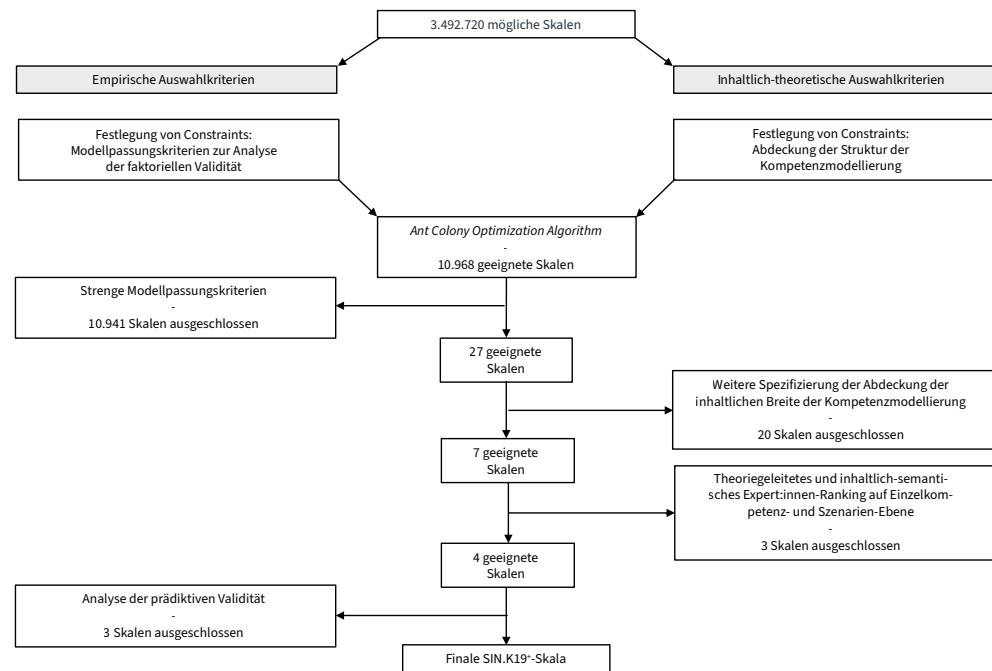 3.492.720 mögliche Skalen
Empirische Auswahlkriterien
Inhaltlich-theoretische Auswahlkriterien
Festlegung von Constraints:
Modellpassungskriterien zur Analyse
der faktoriellen Validität
Festlegung von Constraints:
Abdeckung der Struktur der
Kompetenzmodellierung
Ant Colony Optimization Algorithm
-
10.968 geeignete Skalen
Strenge Modellpassungskriterien
-
10.941 Skalen ausgeschlossen
27 geeignete
Skalen
Weitere Spezifizierung der Abdeckung der
inhaltlichen Breite der Kompetenzmodellierung
-
20 Skalen ausgeschlossen
7 geeignete
Skalen
Theoriegeleitetes und inhaltlich-semanti-
sches Expert:innen-Ranking auf Einzelkom-
petenz- und Szenarien-Ebene
-
3 Skalen ausgeschlossen
4 geeignete
Skalen
Analyse der prädiktiven Validität
-
3 Skalen ausgeschlossen
Finale SIN.K19⁺-Skala